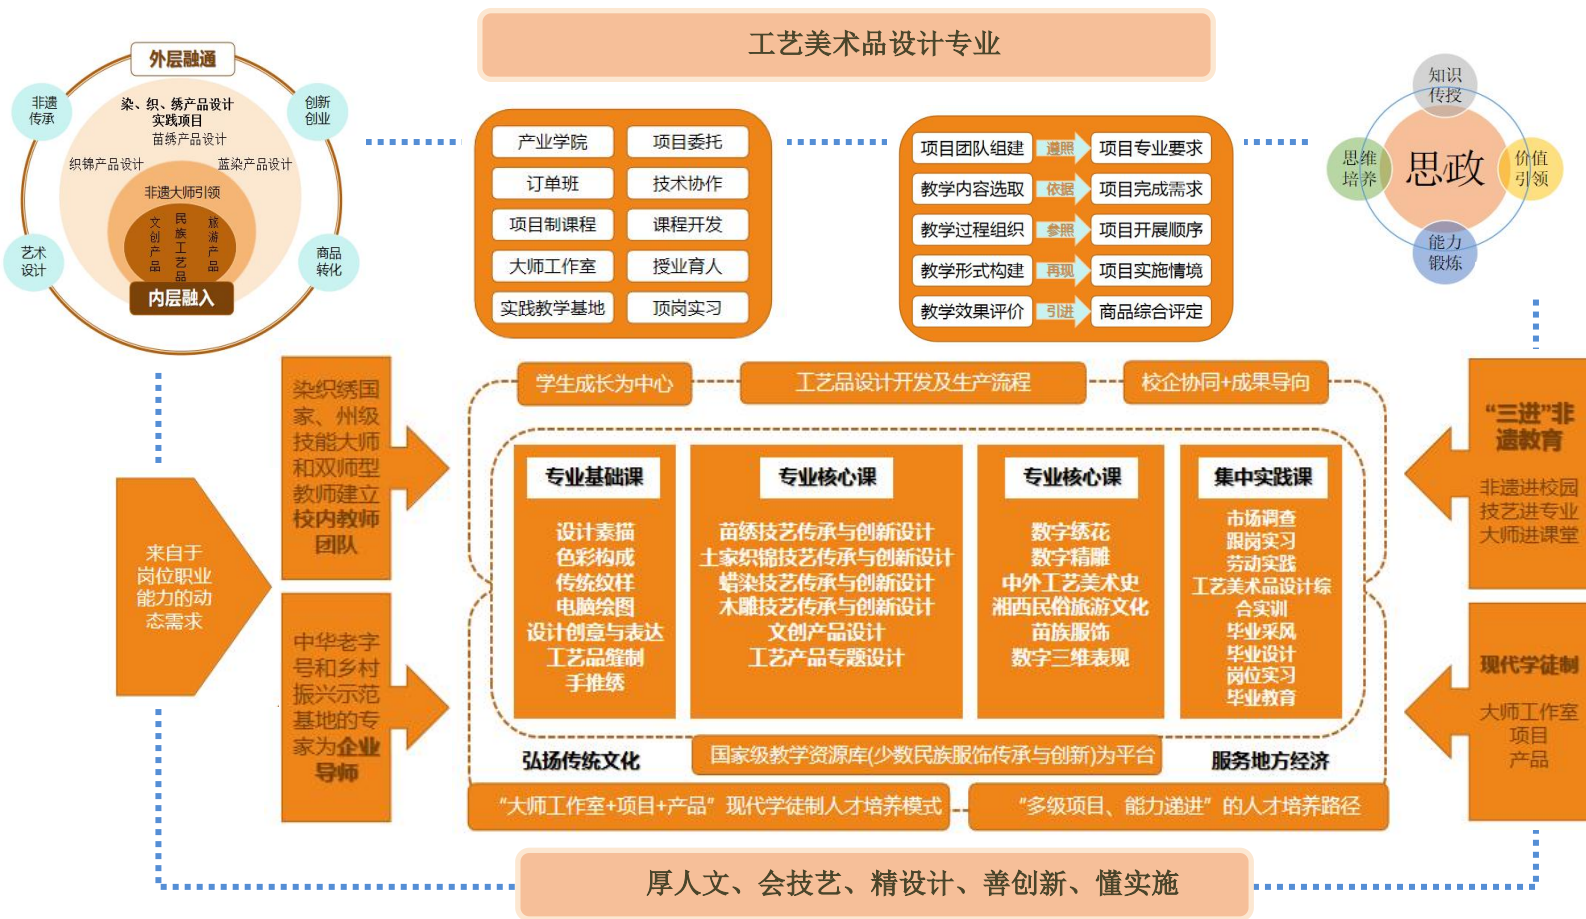 工艺美术品设计专业
外层融通
非遗
传承
创新
创业
艺术
设计
商品
转化
染、织、绣产品设计
实践项目
苗绣产品设计
织锦产品设计
蓝染产品设计
非遗大师引领
文创产品
民族工艺品
旅游产品
内层融入
产业学院
项目委托
订单班
技术协作
项目制课程
课程开发
大师工作室
授业育人
实践教学基地
顶岗实习
项目团队组建
遵照
项目专业要求
教学内容选取
依据
项目完成需求
教学过程组织
参照
项目开展顺序
教学形式构建
再现
项目实施情境
教学效果评价
引进
商品综合评定
知识
传授
思维
培养
思政
价值
引领
能力
锻炼
来自于
岗位职业
能力的动
态需求
染织绣国
家、州级
技能大师
和双师型
教师建立
校内教师
团队
中华老字
号和乡村
振兴示范
基地的专
家为企业
导师
学生成长为中心
工艺品设计开发及生产流程
校企协同+成果导向
专业基础课
设计素描
色彩构成
传统纹样
电脑绘图
设计创意与表达
工艺品缝制
手推绣
专业核心课
苗绣技艺传承与创新设计
土家织锦技艺传承与创新设计
蜡染技艺传承与创新设计
木雕技艺传承与创新设计
文创产品设计
工艺产品专题设计
专业核心课
数字绣花
数字精雕
中外工艺美术史
湘西民俗旅游文化
苗族服饰
数字三维表现
集中实践课
市场调查
跟岗实习
劳动实践
工艺美术品设计综
合实训
毕业采风
毕业设计
岗位实习
毕业教育
弘扬传统文化
国家级教学资源库(少数民族服饰传承与创新)为平台
服务地方经济
“大师工作室+项目+产品”现代学徒制人才培养模式
“多级项目、能力递进”的人才培养路径
“三进”非
遗教育
非遗进校园
技艺进专业
大师进课堂
现代学徒制
大师工作室
项目
产品
厚人文、会技艺、精设计、善创新、懂实施